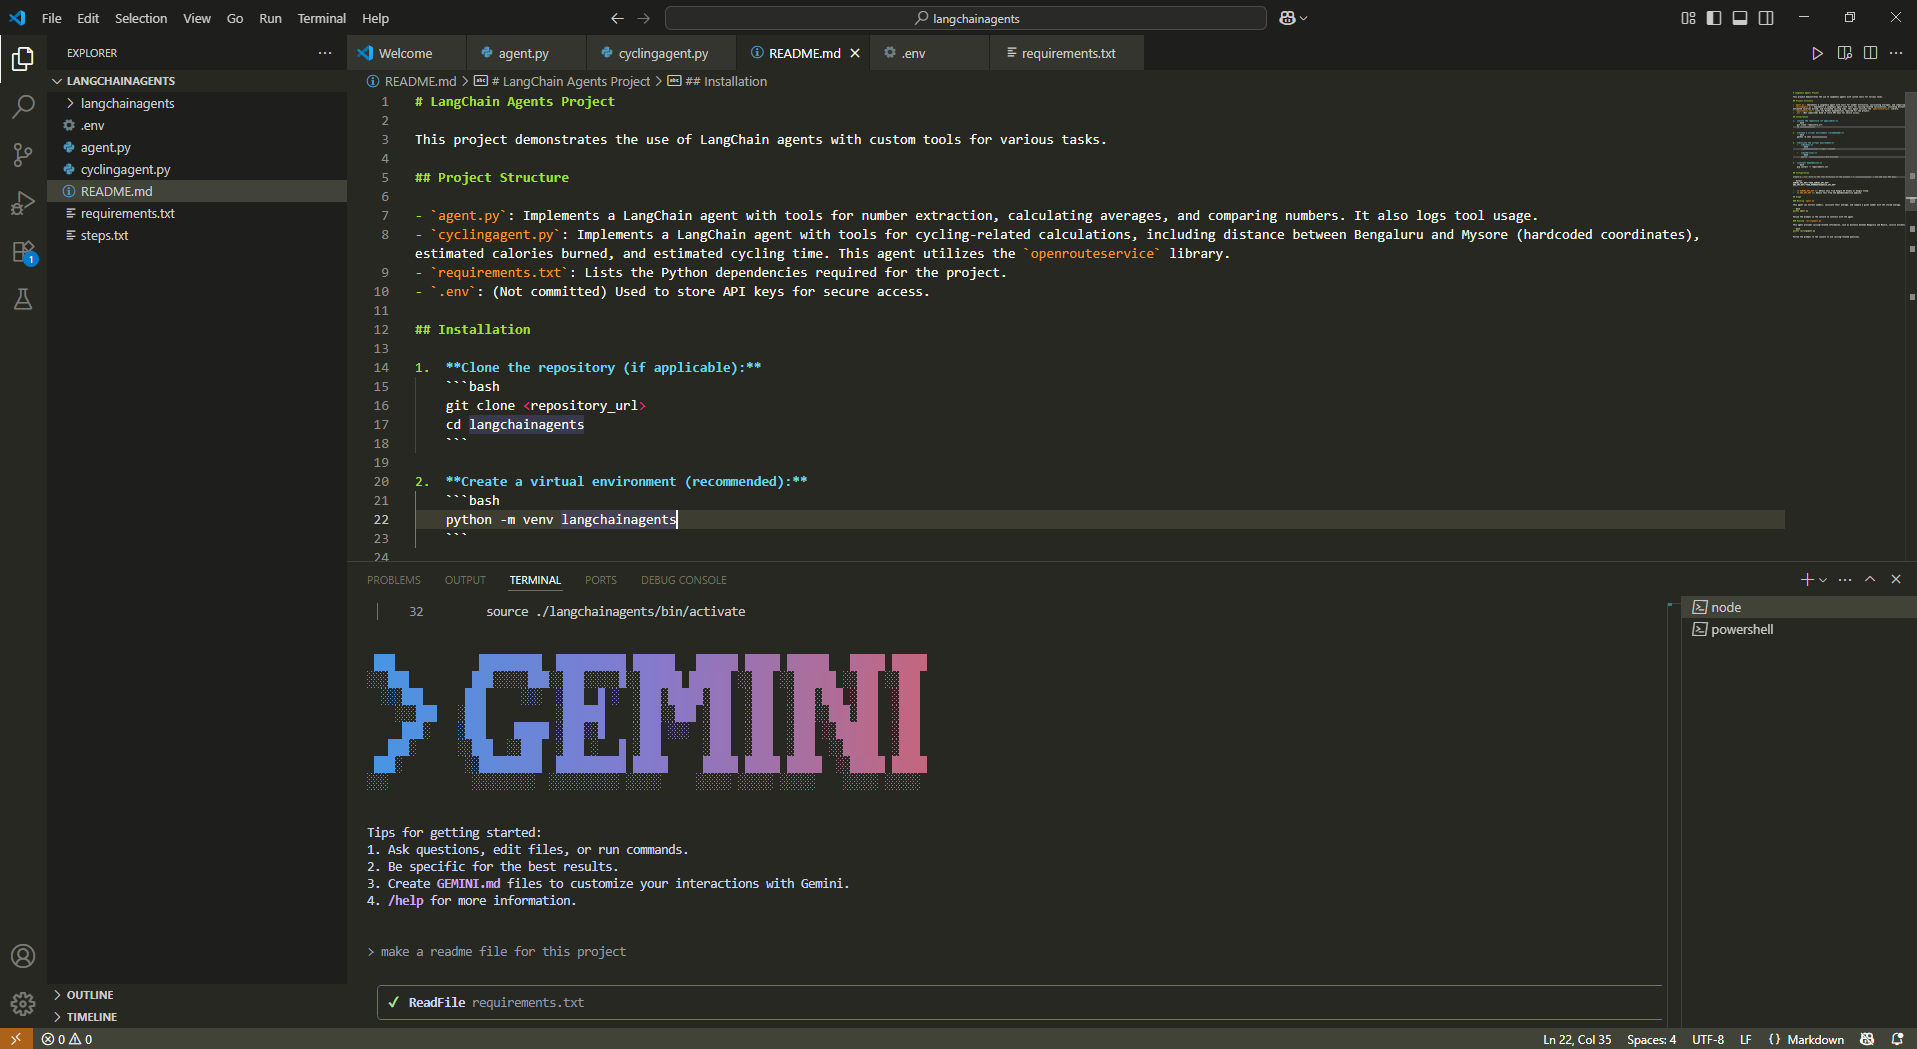 File Edit Selection View Go Run Terminal Help
langchainagents
EXPLORER
Welcome agent.py cyclingagent.py README.md .env requirements.txt
LANGCHAINAGENTS
langchainagents
.env
agent.py
cyclingagent.py
README.md
requirements.txt
steps.txt
1
OUTLINE
TIMELINE
README.md > # LangChain Agents Project > ## Installation
1 # LangChain Agents Project
2
3 This project demonstrates the use of LangChain agents with custom tools for various tasks.
4
5 ## Project Structure
6
7 - `agent.py`: Implements a LangChain agent with tools for number extraction, calculating averages, and comparing numbers. It also logs tool usage.
8 - `cyclingagent.py`: Implements a LangChain agent with tools for cycling-related calculations, including distance between Bengaluru and Mysore (hardcoded coordinates),
estimated calories burned, and estimated cycling time. This agent utilizes the `openrouteservice` library.
9 - `requirements.txt`: Lists the Python dependencies required for the project.
10 - `.env`: (Not committed) Used to store API keys for secure access.
11
12 ## Installation
13
14 1. **Clone the repository (if applicable):**
15 ```bash
16 git clone <repository_url>
17 cd langchainagents
18 ```
19
20 2. **Create a virtual environment (recommended):**
21 ```bash
22 python -m venv langchainagents
23 ```
24
PROBLEMS OUTPUT TERMINAL PORTS DEBUG CONSOLE
32 source ./langchainagents/bin/activate
> GEMINI
Tips for getting started:
1. Ask questions, edit files, or run commands.
2. Be specific for the best results.
3. Create GEMINI.md files to customize your interactions with Gemini.
4. /help for more information.
> make a readme file for this project
✓ ReadFile requirements.txt
node
powershell
0 0
Ln 22, Col 35 Spaces: 4 UTF-8 LF {} Markdown